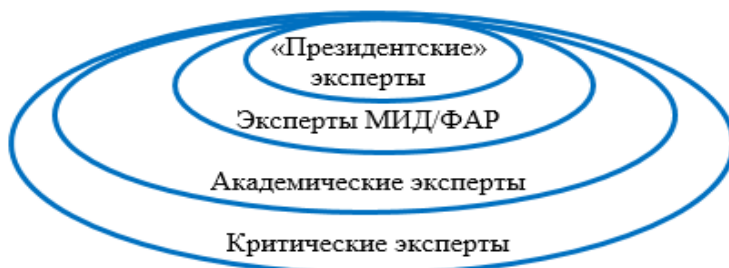 «Президентские»
эксперты
Эксперты МИД/ФАР
Академические эксперты
Критические эксперты